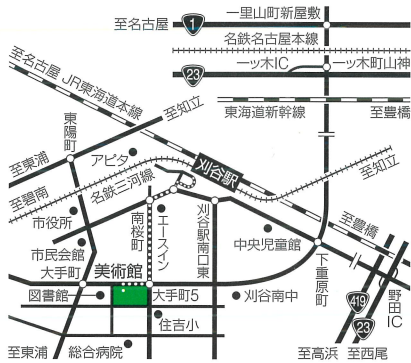 一里山町新屋敷
至名古屋
1
名鉄名古屋本線
至名古屋
一ッ木IC
一ッ木町山神
23
JR東海道本線
東海道新幹線
至豊橋
至知立
東陽町
アピタ
至東浦
刈谷駅
至知立
名鉄三河線
至碧南
市役所
エースイン
南桜町
刈谷駅南口東
至豊橋
市民会館
中央児童館
大手町
美術館
下重原町
野田IC
図書館
大手町5
刈谷南中
419
住吉小
23
至東浦
総合病院
至高浜
至西尾